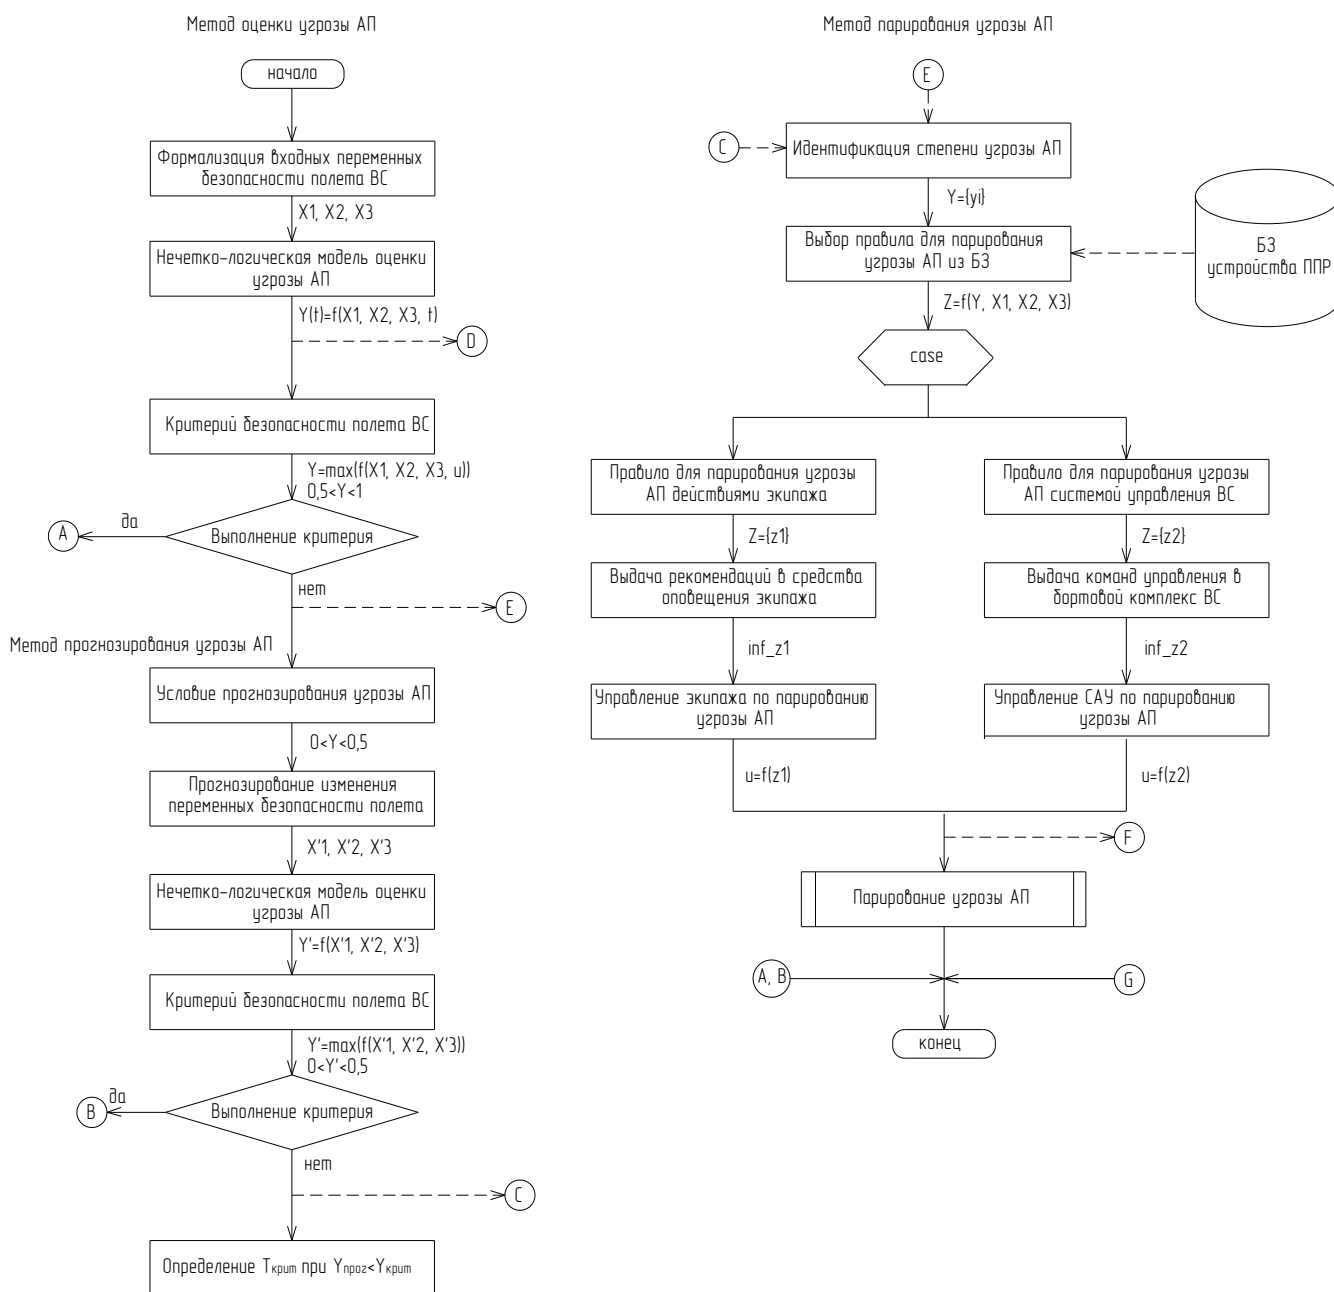 Метод оценки угрозы АП
начало
Формализация входных переменных
безопасности полета ВС
X1, X2, X3
Нечетко-логическая модель оценки
угрозы АП
Y(t)=f(X1, X2, X3, t)
D
Критерий безопасности полета ВС
Y=max(f(X1, X2, X3, u))
0,5<Y<1
да
A
Выполнение критерия
нет
E
Метод прогнозирования угрозы АП
Условие прогнозирования угрозы АП
0<Y<0,5
Прогнозирование изменения
переменных безопасности полета
X'1, X'2, X'3
Нечетко-логическая модель оценки
угрозы АП
Y'=f(X'1, X'2, X'3)
Критерий безопасности полета ВС
Y'=max(f(X'1, X'2, X'3))
0<Y'<0,5
да
B
Выполнение критерия
нет
C
Определение Tкрит при Yпрог<Yкрит
Метод парирования угрозы АП
E
C
Идентификация степени угрозы АП
Y={yi}
Выбор правила для парирования
угрозы АП из БЗ
БЗ
устройства ППР
Z=f(Y, X1, X2, X3)
case
Правило для парирования угрозы
АП действиями экипажа
Z={z1}
Выдача рекомендаций в средства
оповещения экипажа
inf_z1
Управление экипажа по парированию
угрозы АП
u=f(z1)
Правило для парирования угрозы
АП системой управления ВС
Z={z2}
Выдача команд управления в
бортовой комплекс ВС
inf_z2
Управление САУ по парированию
угрозы АП
u=f(z2)
F
Парирование угрозы АП
A, B
G
конец